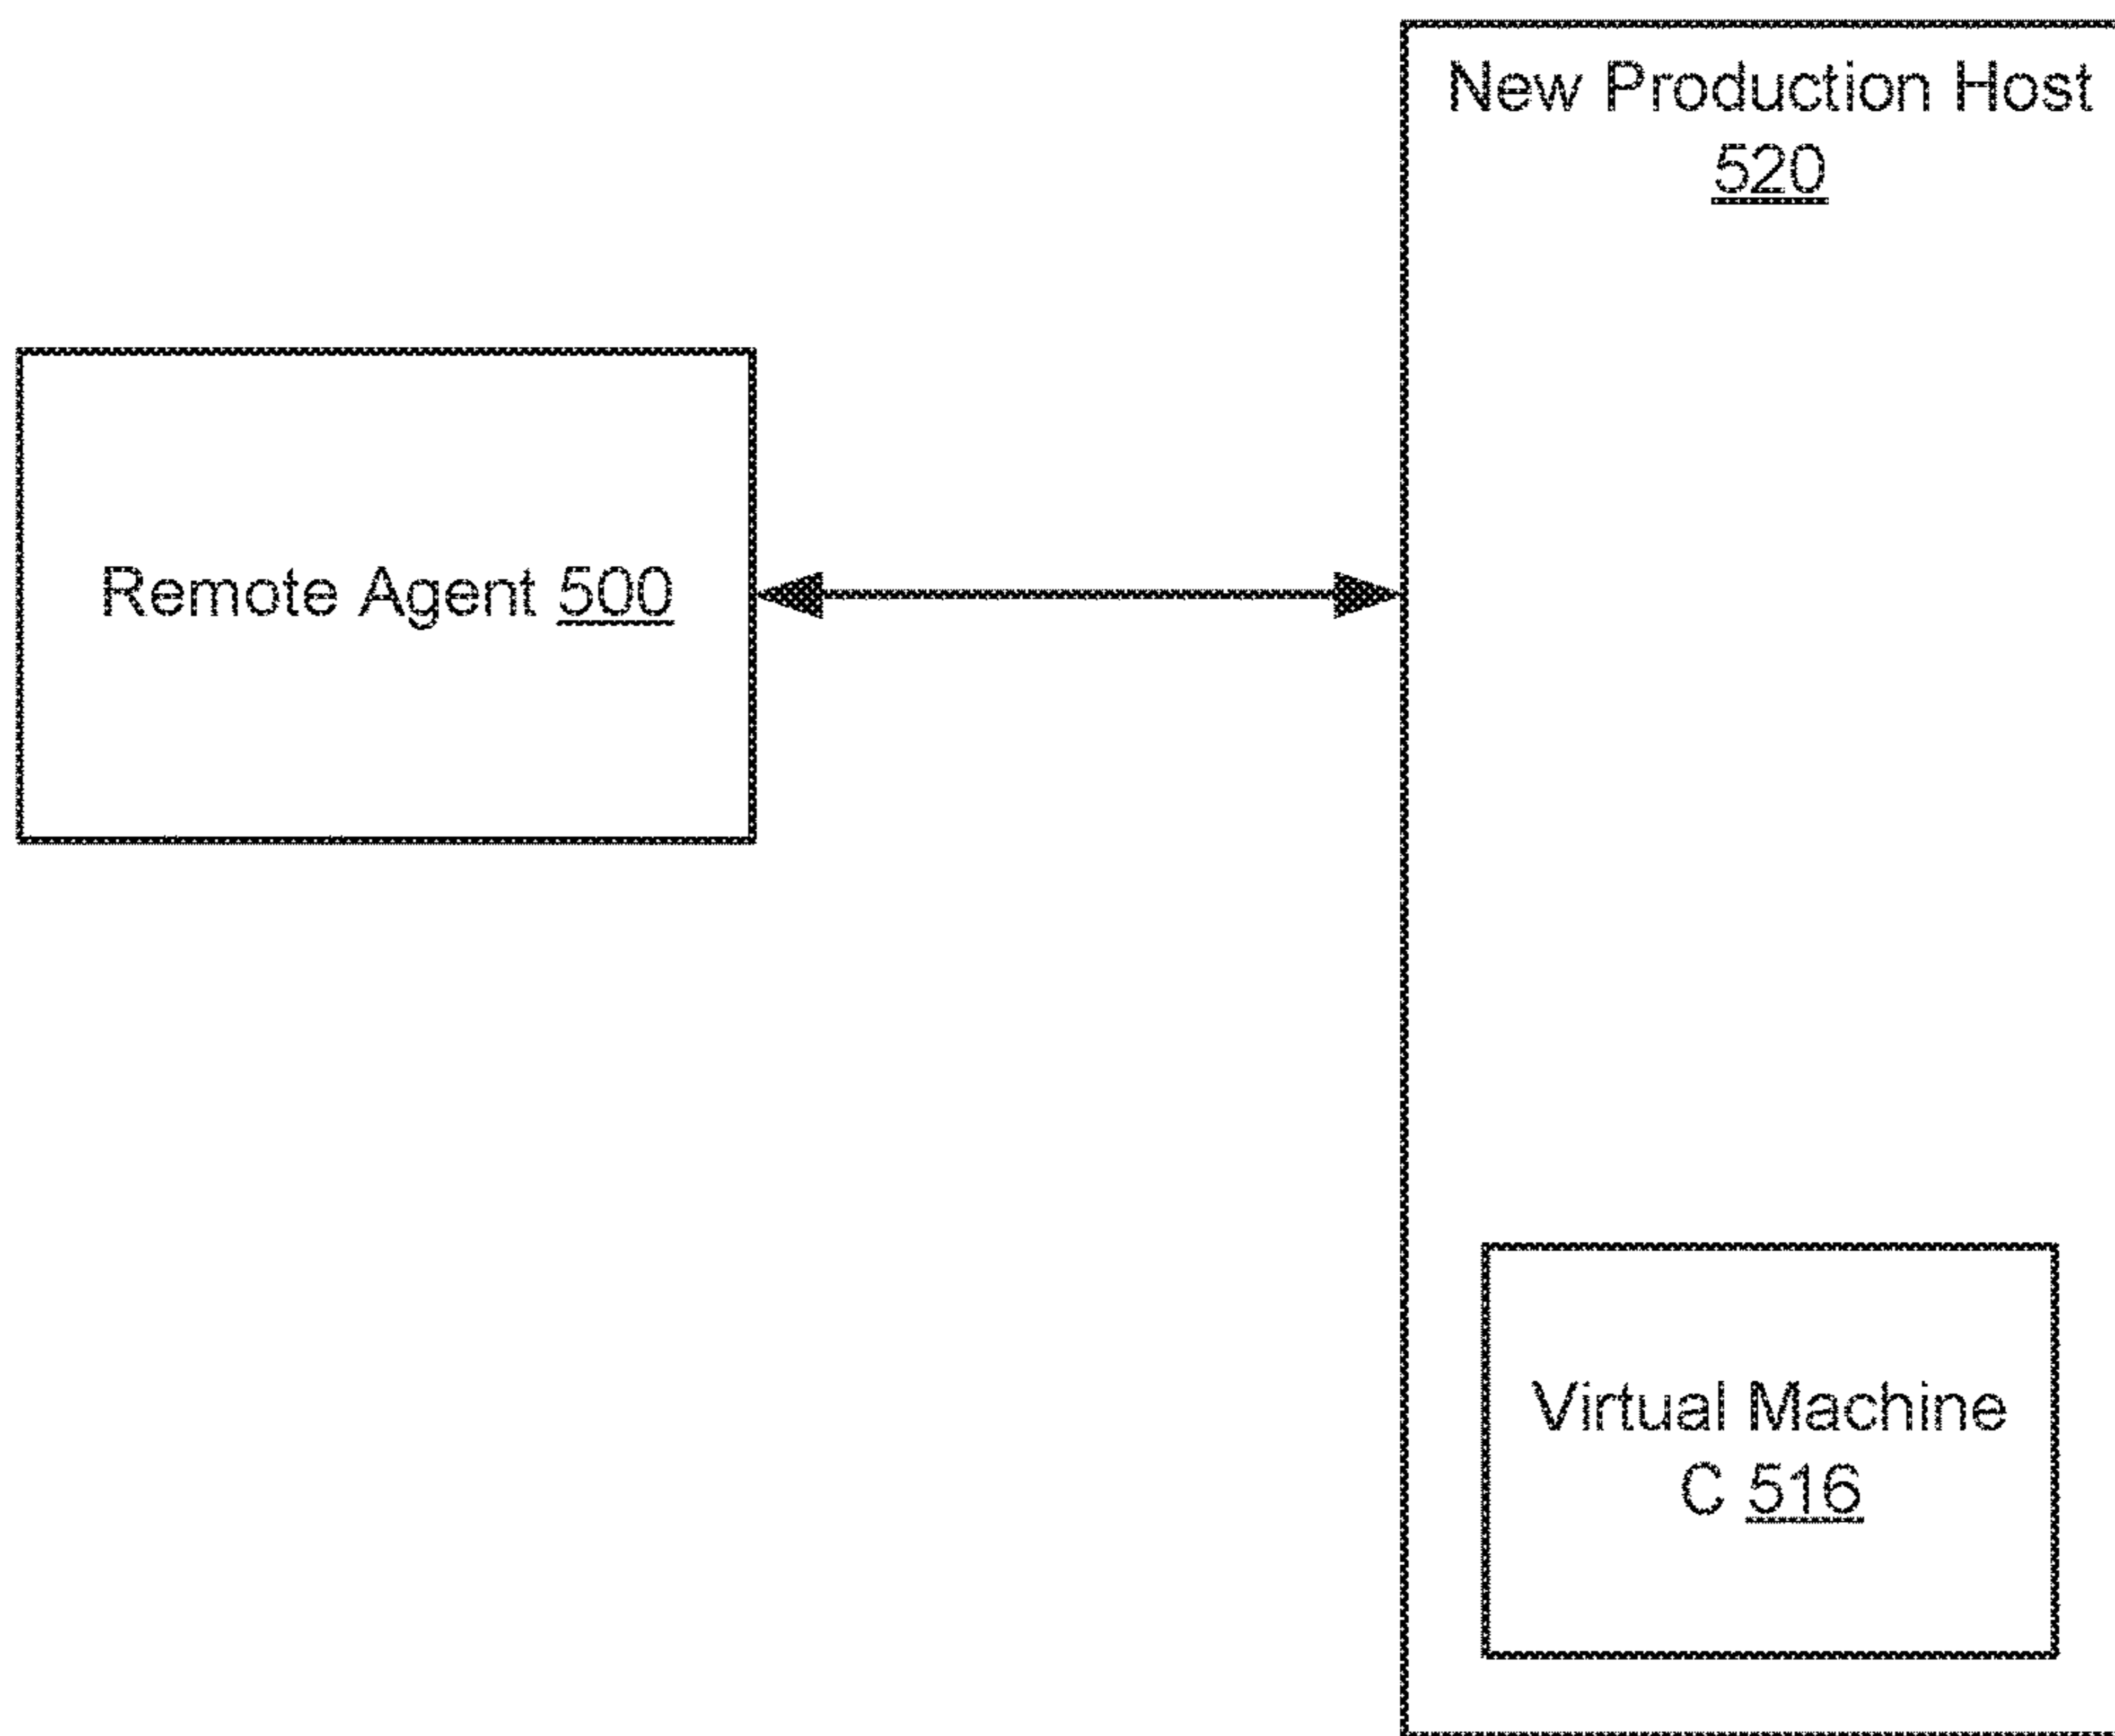 New Production Host
520
Remote Agent 500
Virtual Machine
C 516